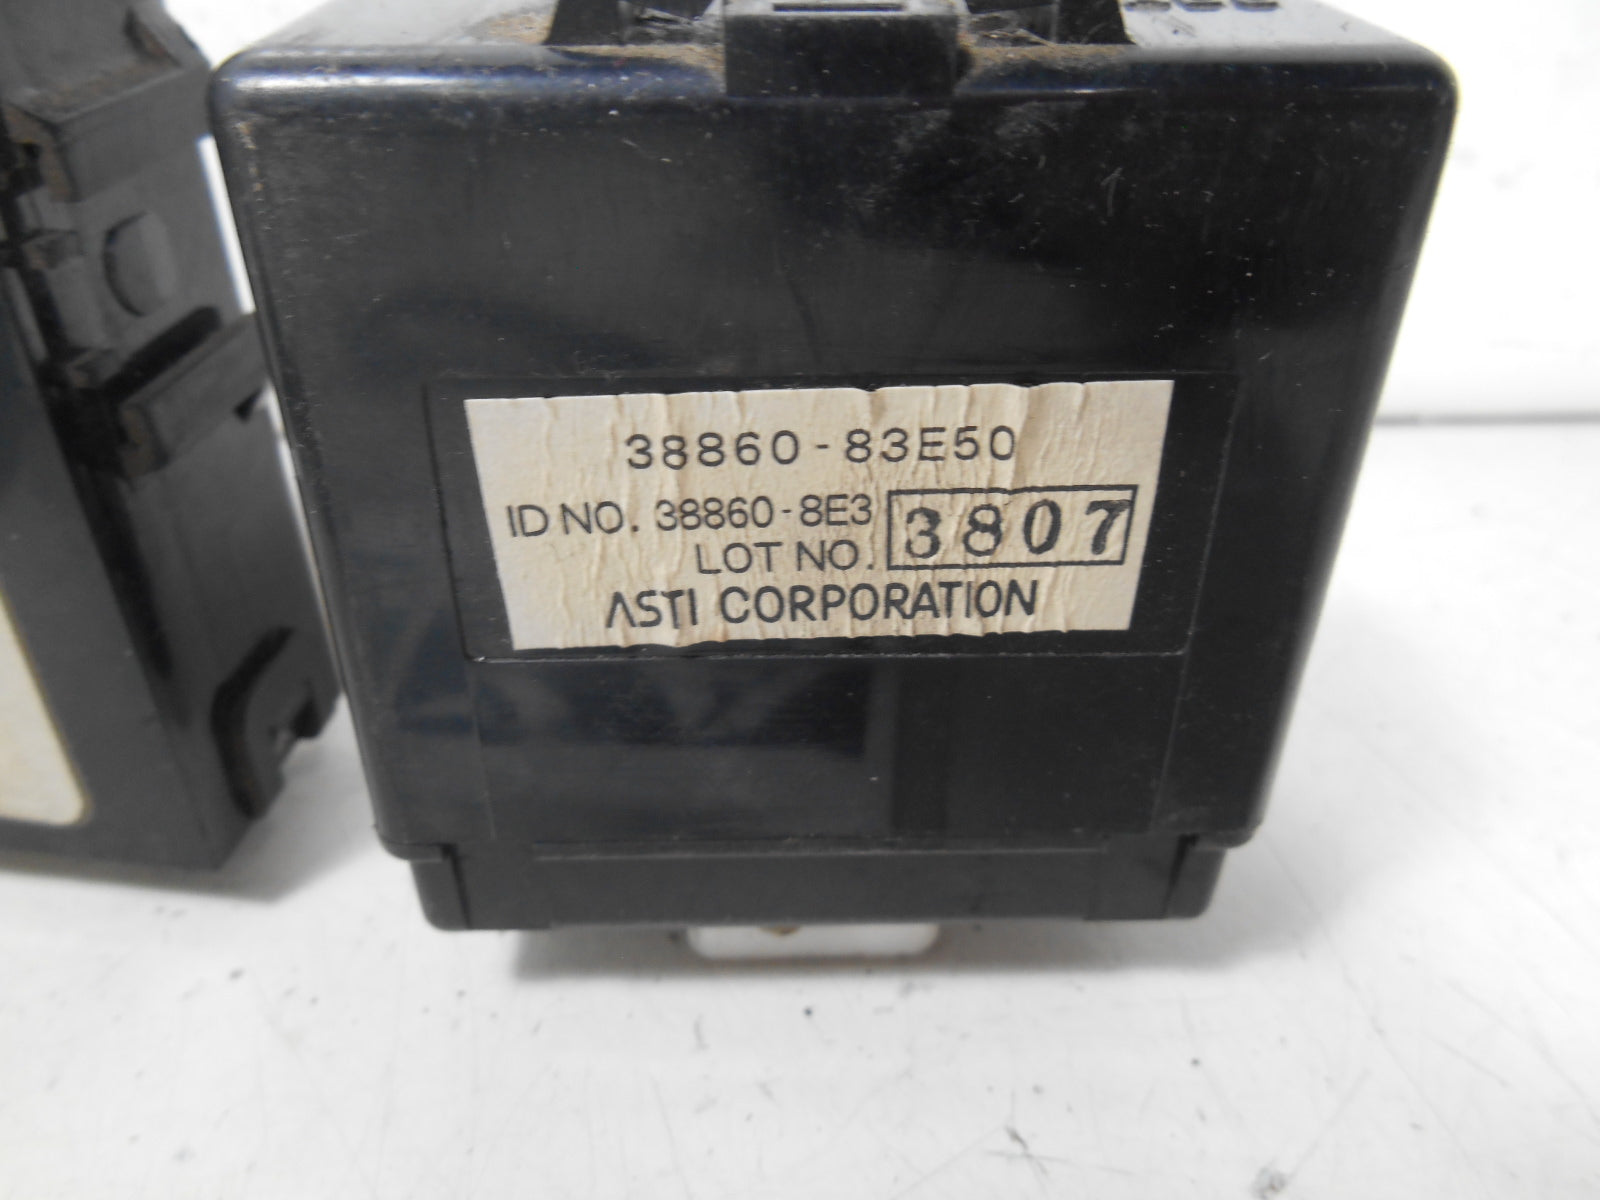 38860-83E50
ID NO. 38860-8E3 3807
LOT NO.
ASTI CORPORATION